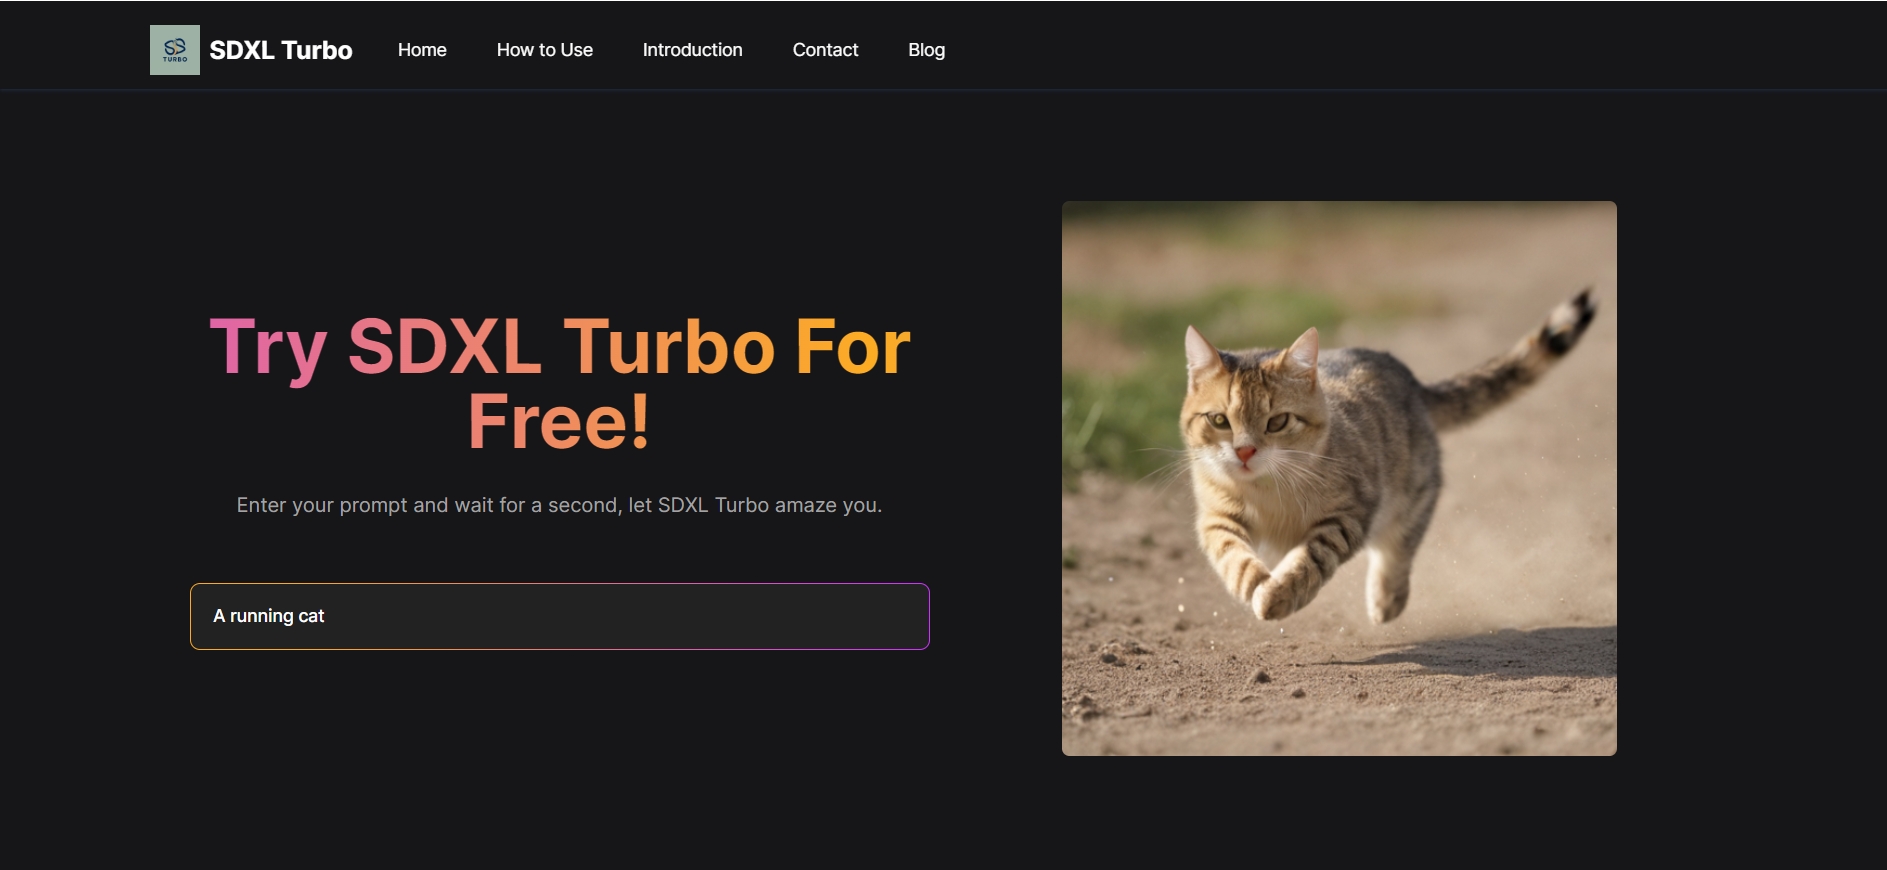 SB
TURBO
SDXL Turbo
Home
How to Use
Introduction
Contact
Blog
Try SDXL Turbo For
Free!
Enter your prompt and wait for a second, let SDXL Turbo amaze you.
A running cat